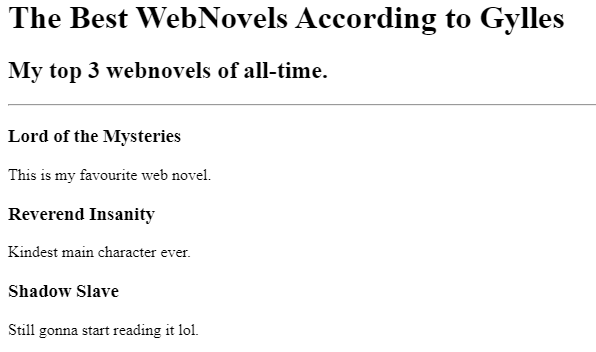 The Best WebNovels According to Gylles
My top 3 webnovels of all-time.
Lord of the Mysteries
This is my favourite web novel.
Reverend Insanity
Kindest main character ever.
Shadow Slave
Still gonna start reading it lol.